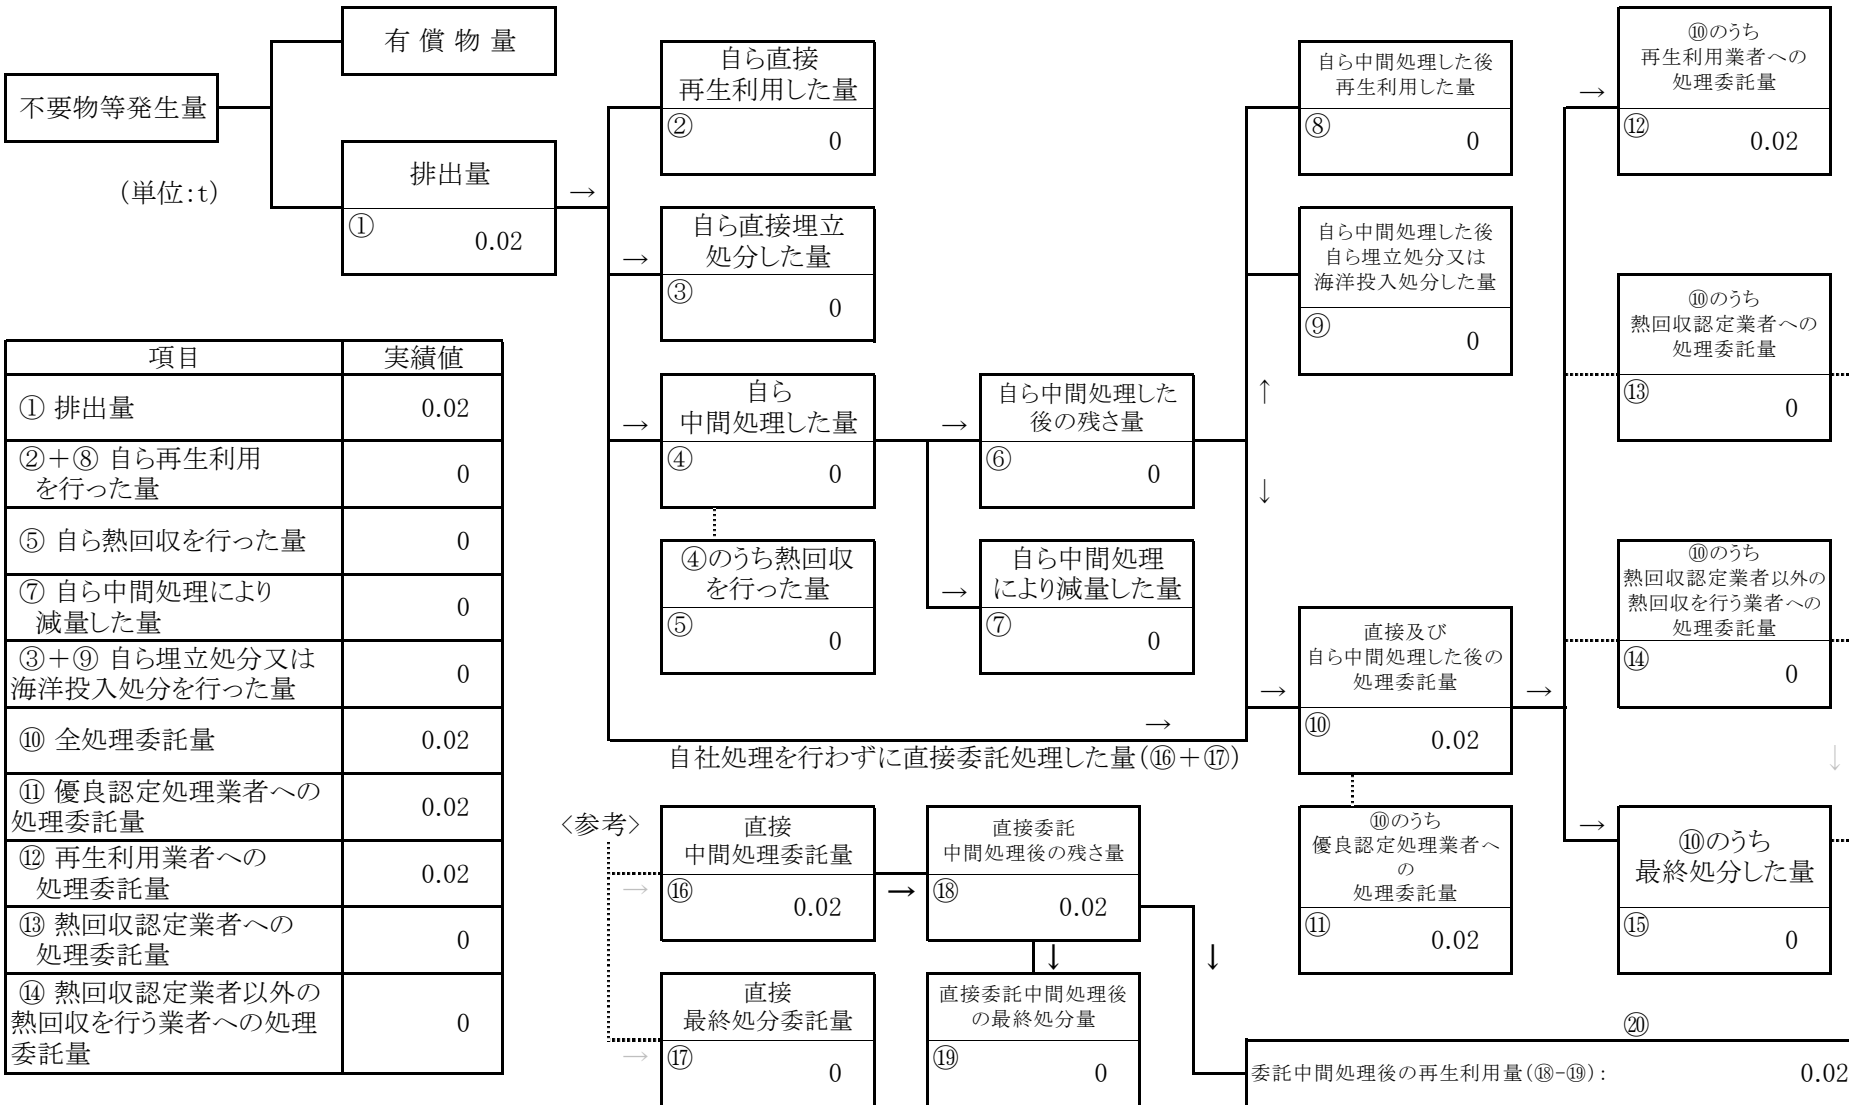 有 償 物 量
不要物等発生量
(単位:t)
排出量
① 0.02
→
自ら直接
再生利用した量
② 0
→
自ら直接埋立
処分した量
③ 0
→
自ら
中間処理した量
④ 0
④のうち熱回収
を行った量
⑤ 0
→
自ら中間処理した
後の残さ量
⑥ 0
→
自ら中間処理
により減量した量
⑦ 0
→
自社処理を行わずに直接委託処理した量(⑯+⑰)
↑
↓
自ら中間処理した後
再生利用した量
⑧ 0
自ら中間処理した後
自ら埋立処分又は
海洋投入処分した量
⑨ 0
→
直接及び
自ら中間処理した後の
処理委託量
⑩ 0.02
⑩のうち
優良認定処理業者へ
の
処理委託量
⑪ 0.02
→
→
⑩のうち
再生利用業者への
処理委託量
⑫ 0.02
⑩のうち
熱回収認定業者への
処理委託量
⑬ 0
⑩のうち
熱回収認定業者以外の
熱回収を行う業者への
処理委託量
⑭ 0
↓
→
⑩のうち
最終処分した量
⑮ 0
項目 実績値
① 排出量 0.02
②+⑧ 自ら再生利用
を行った量 0
⑤ 自ら熱回収を行った量 0
⑦ 自ら中間処理により
減量した量 0
③+⑨ 自ら埋立処分又は
海洋投入処分を行った量 0
⑩ 全処理委託量 0.02
⑪ 優良認定処理業者への
処理委託量 0.02
⑫ 再生利用業者への
処理委託量 0.02
⑬ 熱回収認定業者への
処理委託量 0
⑭ 熱回収認定業者以外の
熱回収を行う業者への処理
委託量 0
<参考>
→
直接
中間処理委託量
⑯ 0.02
→
直接委託
中間処理後の残さ量
⑱ 0.02
→
直接
最終処分委託量
⑰ 0
↓
直接委託中間処理後
の最終処分量
⑲ 0
↓
⑳
委託中間処理後の再生利用量(⑱-⑲): 0.02